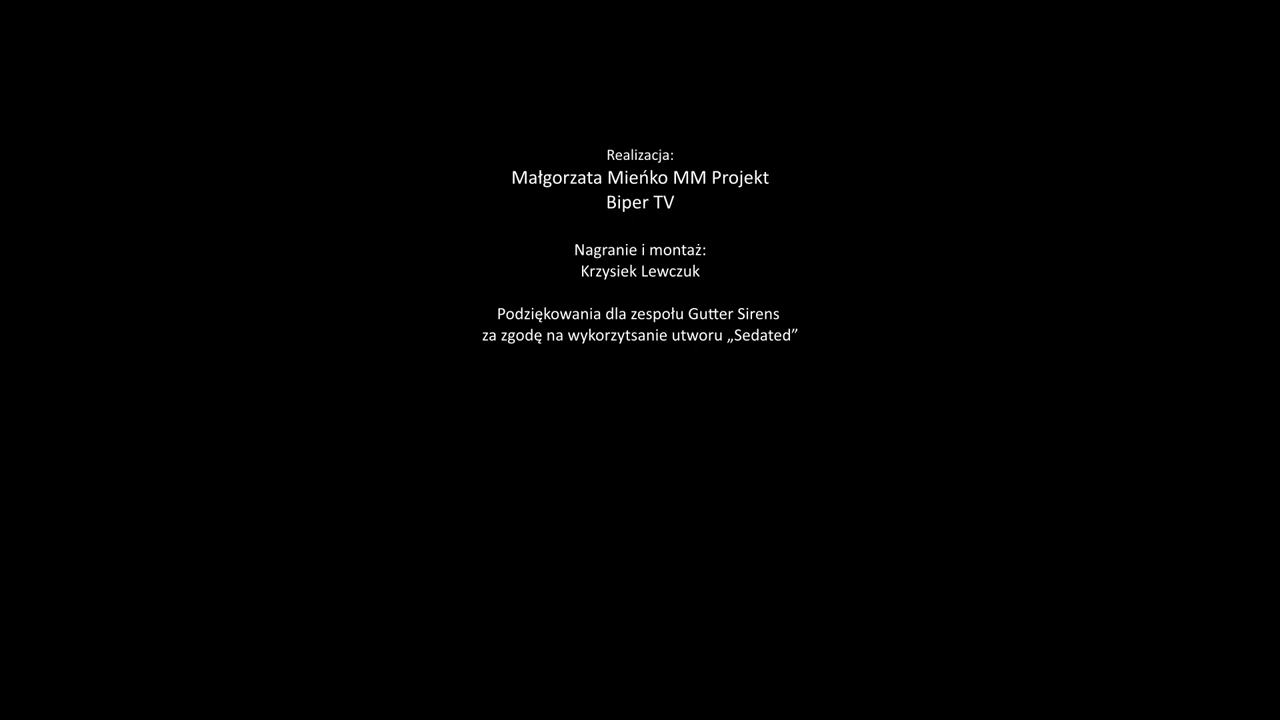 Realizacja:
Małgorzata Mieńko MM Projekt
Biper TV
Nagranie i montaż:
Krzysiek Lewczuk
Podziękowania dla zespołu Gutter Sirens
za zgodę na wykorzytsanie utworu „Sedated”